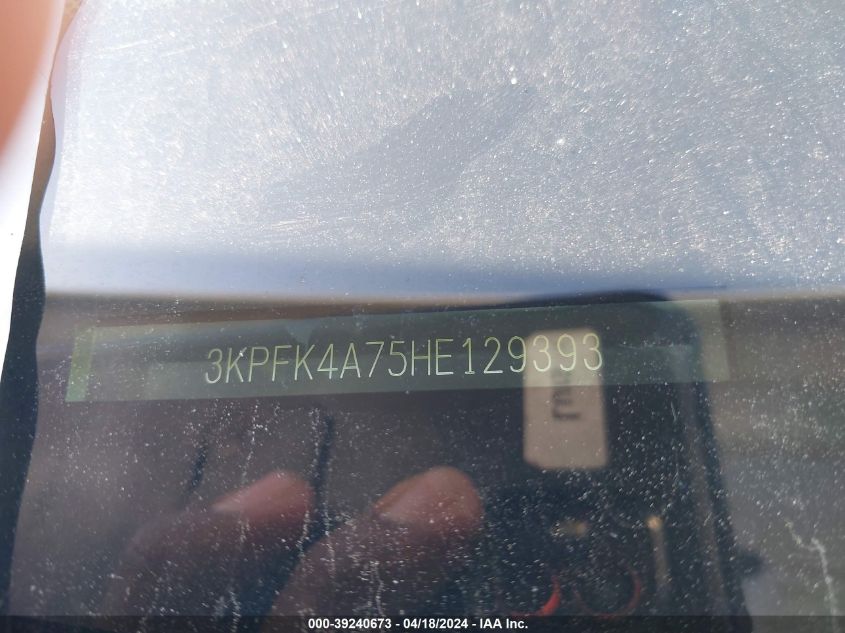 3KPFK4A75HE129393
000-39240673 - 04/18/2024 - IAA Inc.